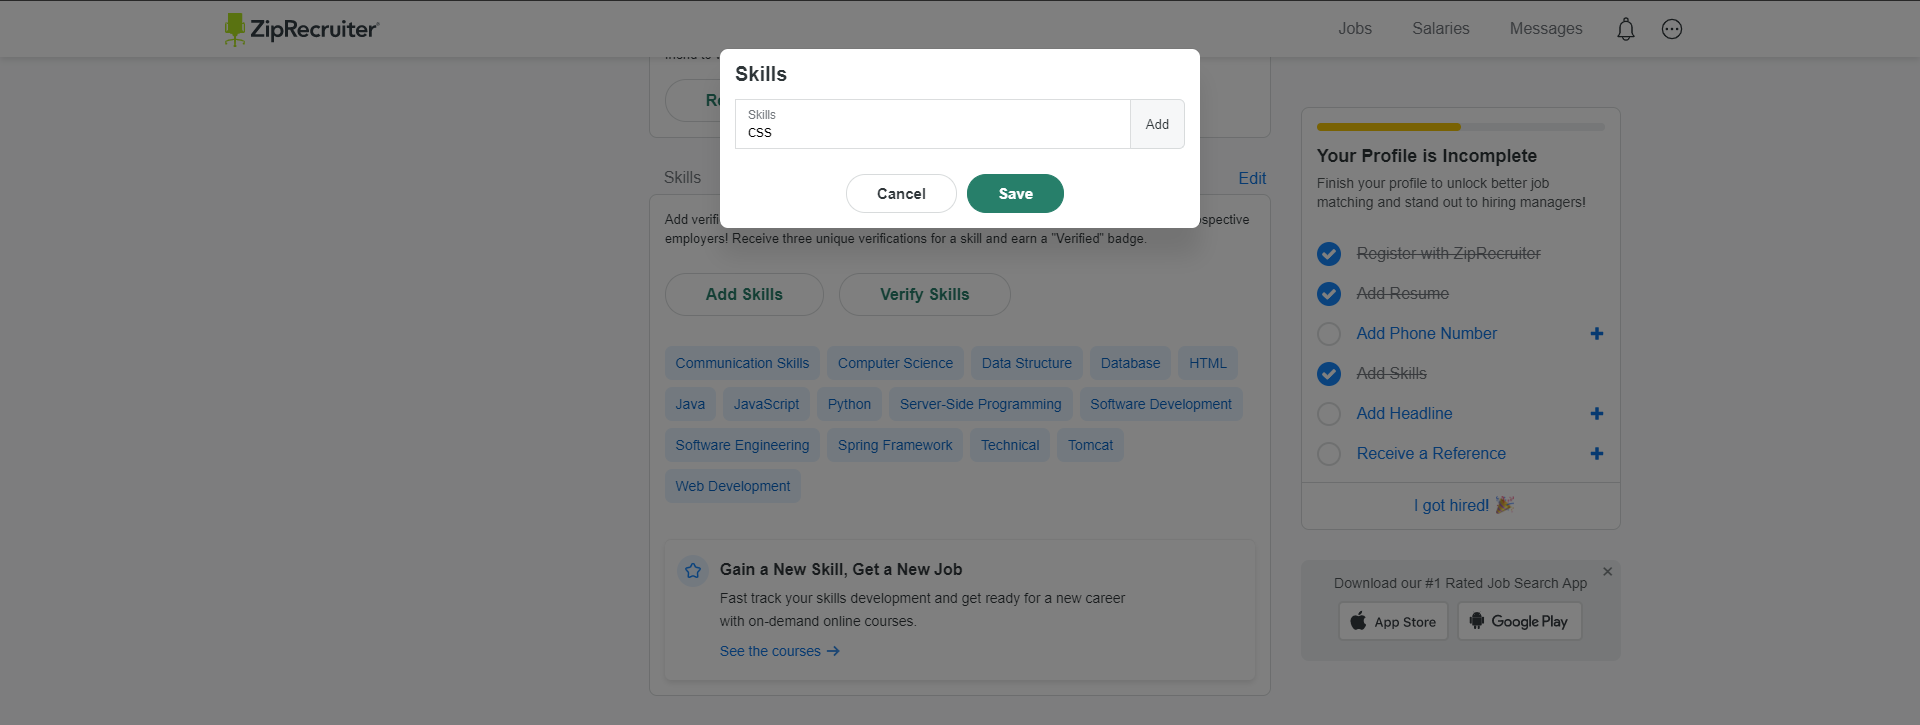 ZipRecruiter
Jobs
Salaries
Messages
Skills
Skills
CSS
Add
Cancel
Save
Skills
Edit
Add
spective
employers! Receive three unique verifications for a skill and earn a "Verified" badge.
Add Skills
Verify Skills
Communication Skills
Computer Science
Data Structure
Database
HTML
Java
JavaScript
Python
Server-Side Programming
Software Development
Software Engineering
Spring Framework
Technical
Tomcat
Web Development
Gain a New Skill, Get a New Job
Fast track your skills development and get ready for a new career
with on-demand online courses.
See the courses →
Your Profile is Incomplete
Finish your profile to unlock better job
matching and stand out to hiring managers!
Register with ZipRecruiter
Add Resume
Add Phone Number
Add Skills
Add Headline
Receive a Reference
I got hired! 🎉
Download our #1 Rated Job Search App
App Store
Google Play